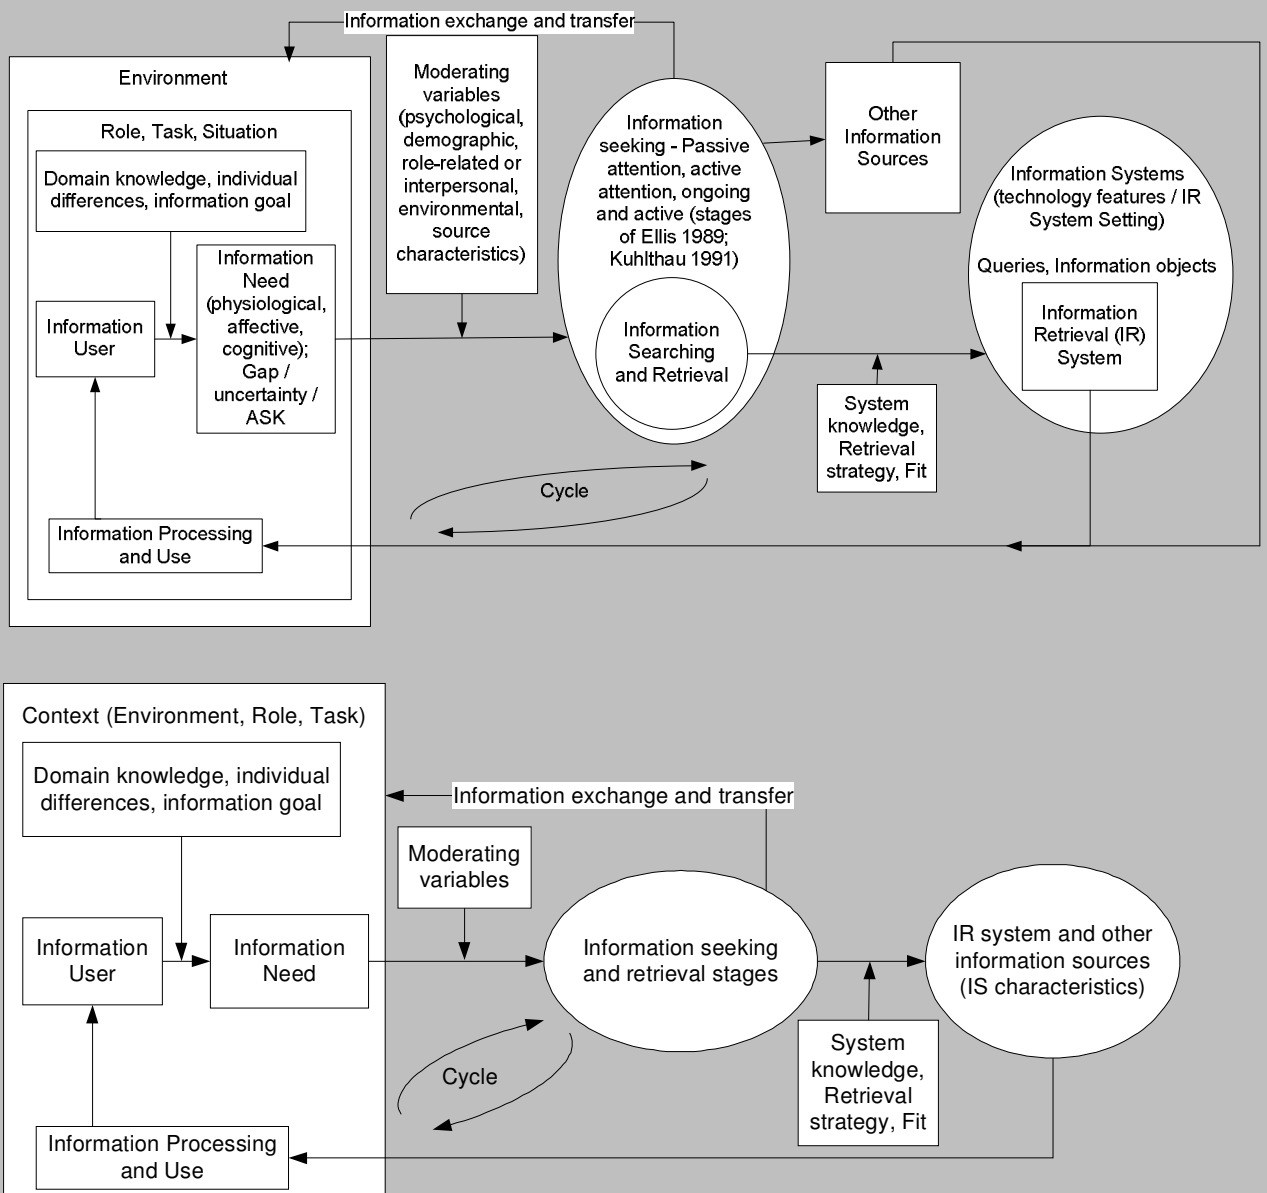 Information exchange and transfer
Environment
Role, Task, Situation
Domain knowledge, individual
differences, information goal
Information
User
Information
Need
(physiological,
affective,
cognitive);
Gap /
uncertainty /
ASK
Information Processing
and Use
Moderating
variables
(psychological,
demographic,
role-related or
interpersonal,
environmental,
source
characteristics)
Information
seeking - Passive
attention, active
attention, ongoing
and active (stages
of Ellis 1989;
Kuhlthau 1991)
Information
Searching
and Retrieval
Cycle
Other
Information
Sources
System
knowledge,
Retrieval
strategy, Fit
Information Systems
(technology features / IR
System Setting)
Queries, Information objects
Information
Retrieval (IR)
System
Context (Environment, Role, Task)
Domain knowledge, individual
differences, information goal
Information
User
Information
Need
Information Processing
and Use
Information exchange and transfer
Moderating
variables
Information seeking
and retrieval stages
Cycle
System
knowledge,
Retrieval
strategy, Fit
IR system and other
information sources
(IS characteristics)